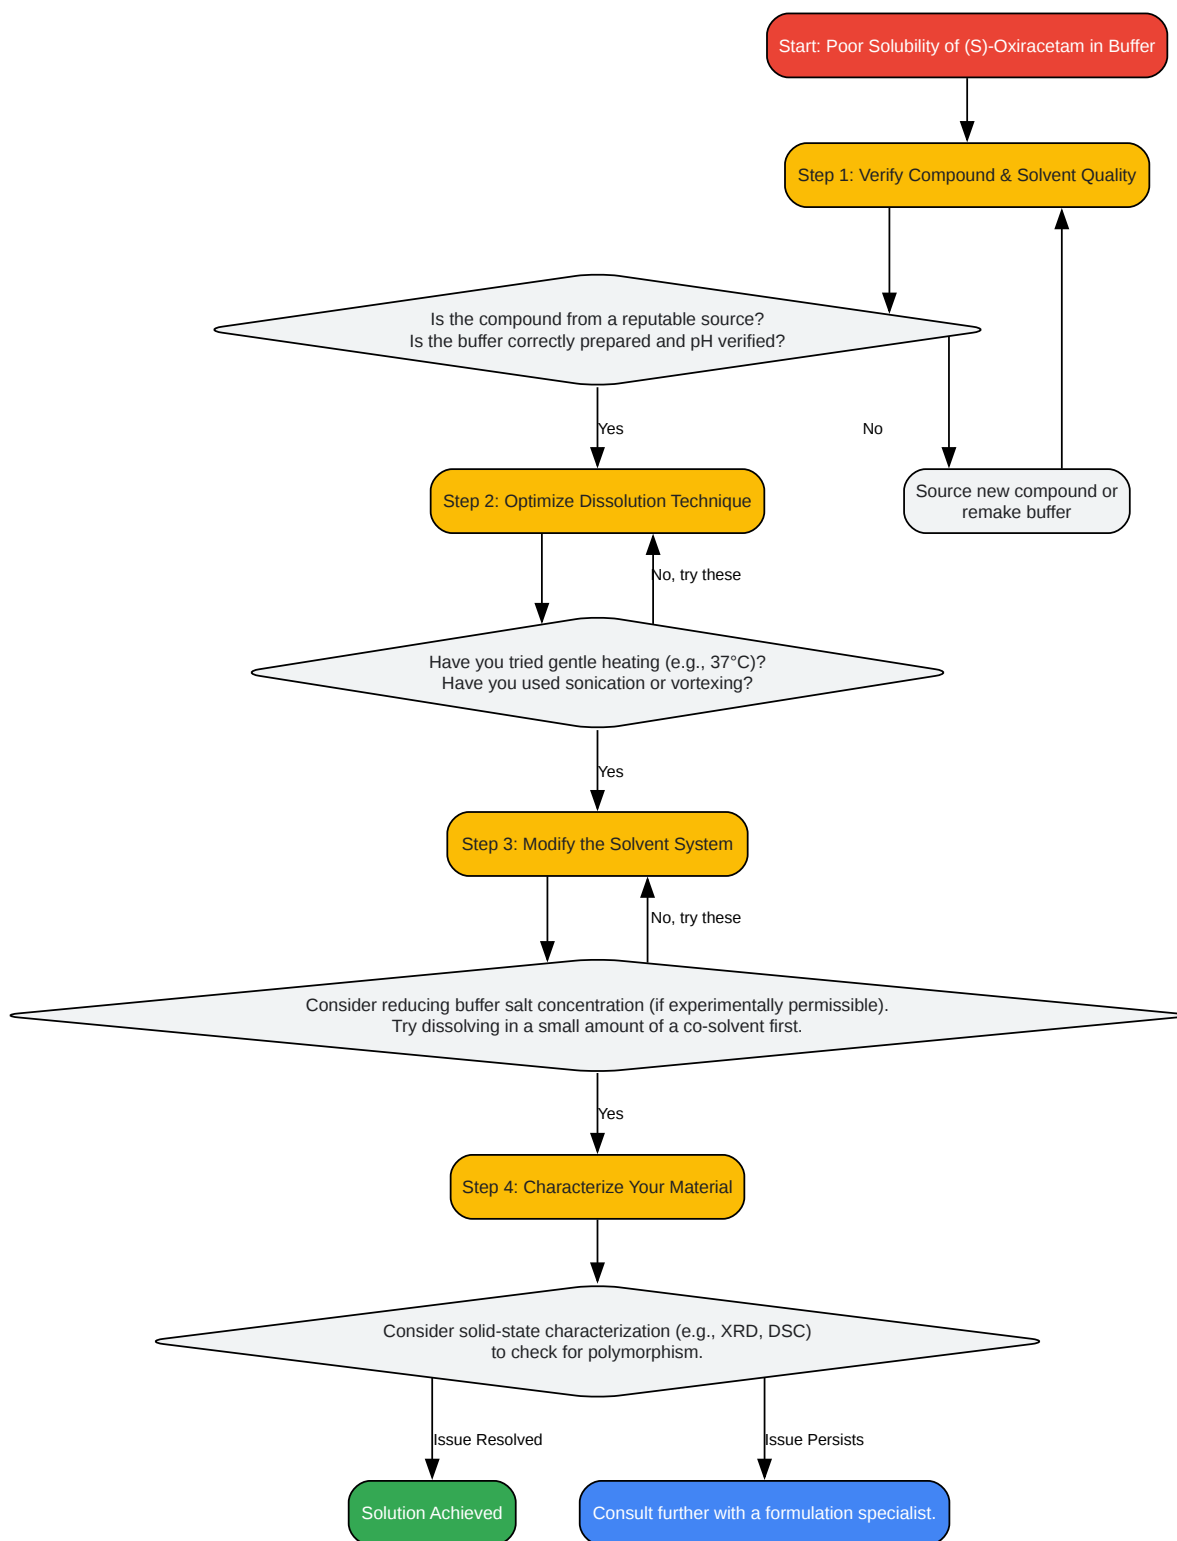 Start: Poor Solubility of (S)-Oxiracetam in Buffer
Step 1: Verify Compound & Solvent Quality
Is the compound from a reputable source?
Is the buffer correctly prepared and pH verified?
Yes
No
Step 2: Optimize Dissolution Technique
Source new compound or
remake buffer
No, try these
Have you tried gentle heating (e.g., 37°C)?
Have you used sonication or vortexing?
Yes
Step 3: Modify the Solvent System
No, try these
Consider reducing buffer salt concentration (if experimentally permissible).
Try dissolving in a small amount of a co-solvent first.
Yes
Step 4: Characterize Your Material
Consider solid-state characterization (e.g., XRD, DSC)
to check for polymorphism.
Issue Resolved
Issue Persists
Solution Achieved
Consult further with a formulation specialist.